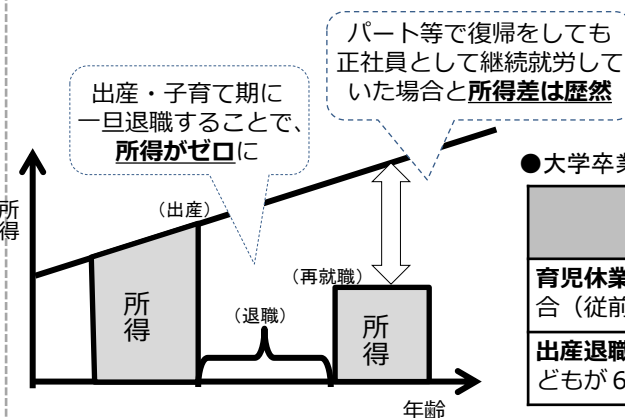 パート等で復帰をしても
正社員として継続就労して
いた場合と所得差は歴然
出産・子育て期に
一旦退職することで、
所得がゼロに
●大学卒業
所得
（出産）
（再就職）
（退職）
所得
所得
年齢
育児休業
合（従前
出産退職
どもが６